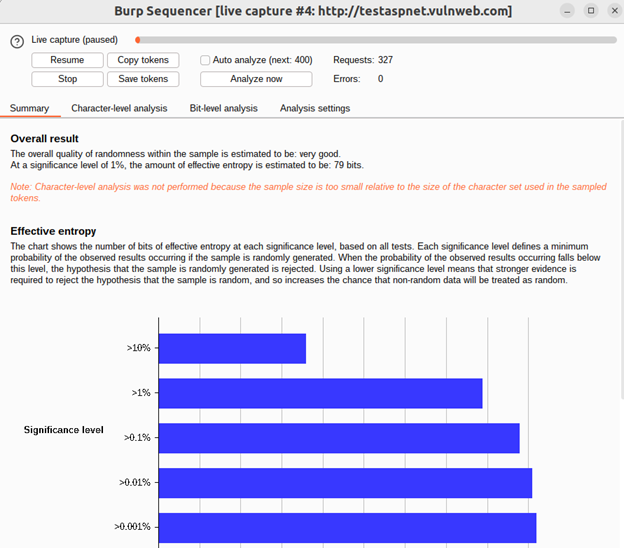 Burp Sequencer [live capture #4: http://testaspnet.vulnweb.com]
Live capture (paused)
Resume
Copy tokens
Auto analyze (next: 400)
Requests: 327
Stop
Save tokens
Analyze now
Errors: 0
Summary
Character-level analysis
Bit-level analysis
Analysis settings
Overall result
The overall quality of randomness within the sample is estimated to be: very good.
At a significance level of 1%, the amount of effective entropy is estimated to be: 79 bits.
Note: Character-level analysis was not performed because the sample size is too small relative to the size of the character set used in the sampled
tokens.
Effective entropy
The chart shows the number of bits of effective entropy at each significance level, based on all tests. Each significance level defines a minimum
probability of the observed results occurring if the sample is randomly generated. When the probability of the observed results occurring falls below
this level, the hypothesis that the sample is randomly generated is rejected. Using a lower significance level means that stronger evidence is
required to reject the hypothesis that the sample is random, and so increases the chance that non-random data will be treated as random.
>10%
>1%
Significance level
>0.1%
>0.01%
>0.001%